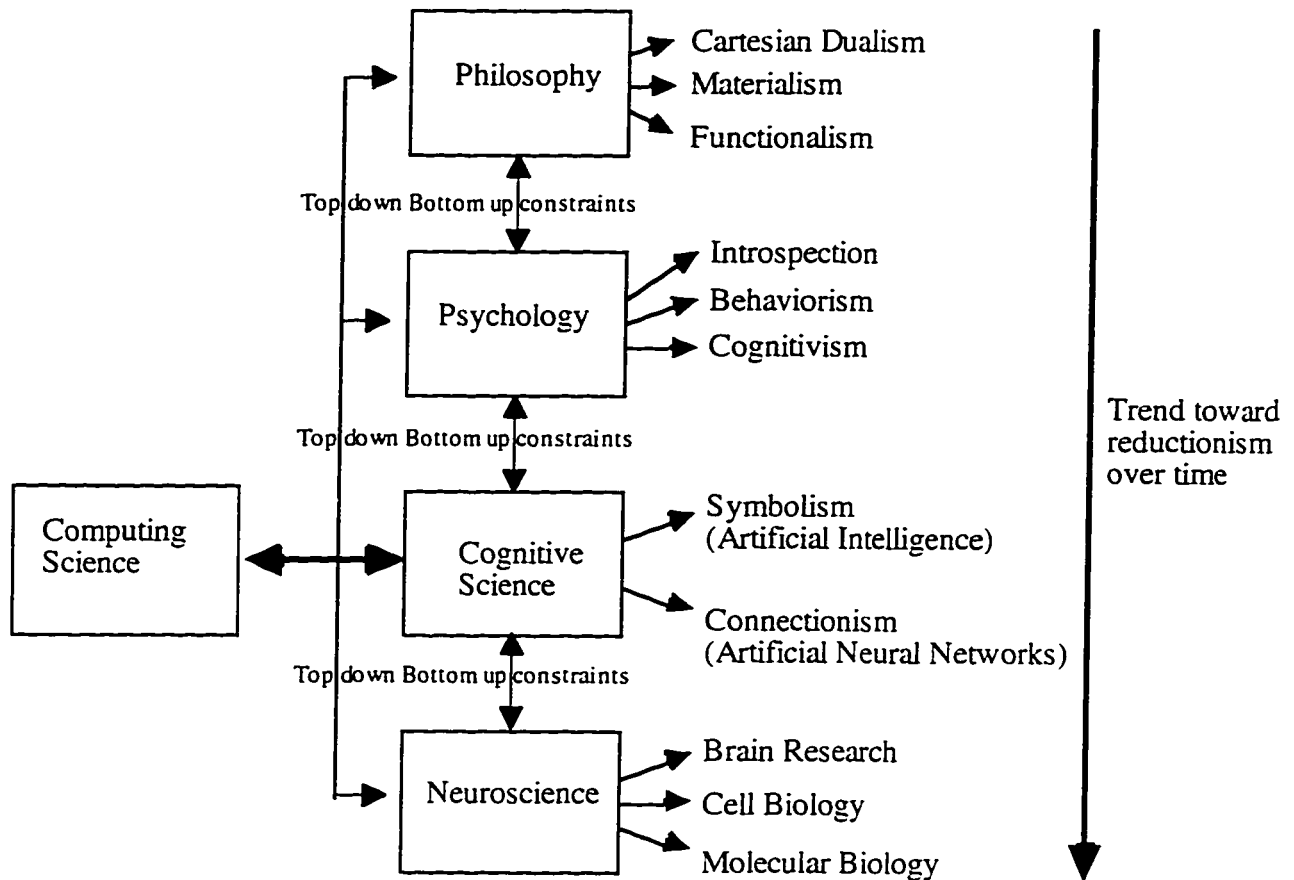 Philosophy
Cartesian Dualism
Materialism
Functionalism
Top down Bottom up constraints
Psychology
Introspection
Behaviorism
Cognitivism
Top down Bottom up constraints
Trend toward
reductionism
over time
Computing
Science
Cognitive
Science
Symbolism
(Artificial Intelligence)
Connectionism
(Artificial Neural Networks)
Top down Bottom up constraints
Neuroscience
Brain Research
Cell Biology
Molecular Biology